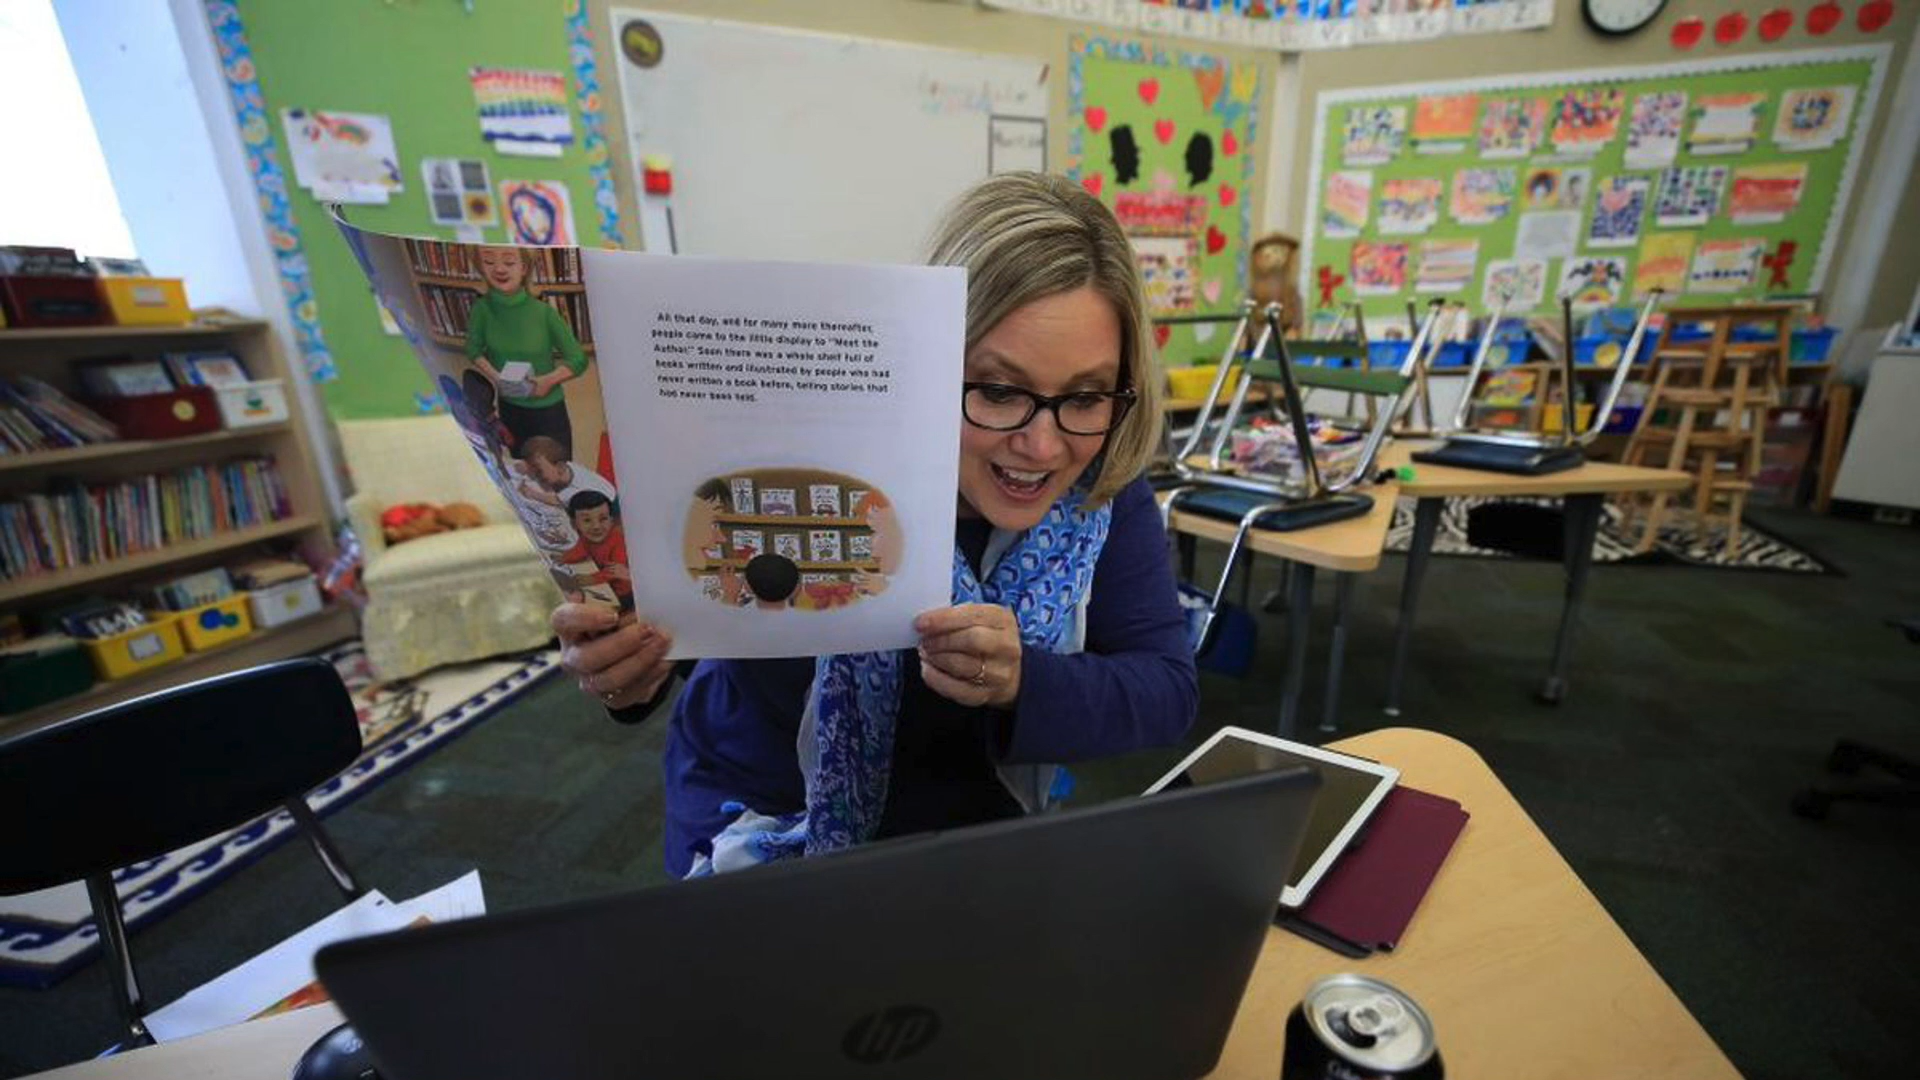 All that day, and for many more thereafter,
people came to the little display to "Meet the
Author." Soon there was a whole shelf full of
books written and illustrated by people who had
never written a book before, telling stories that
had never been told.
hp